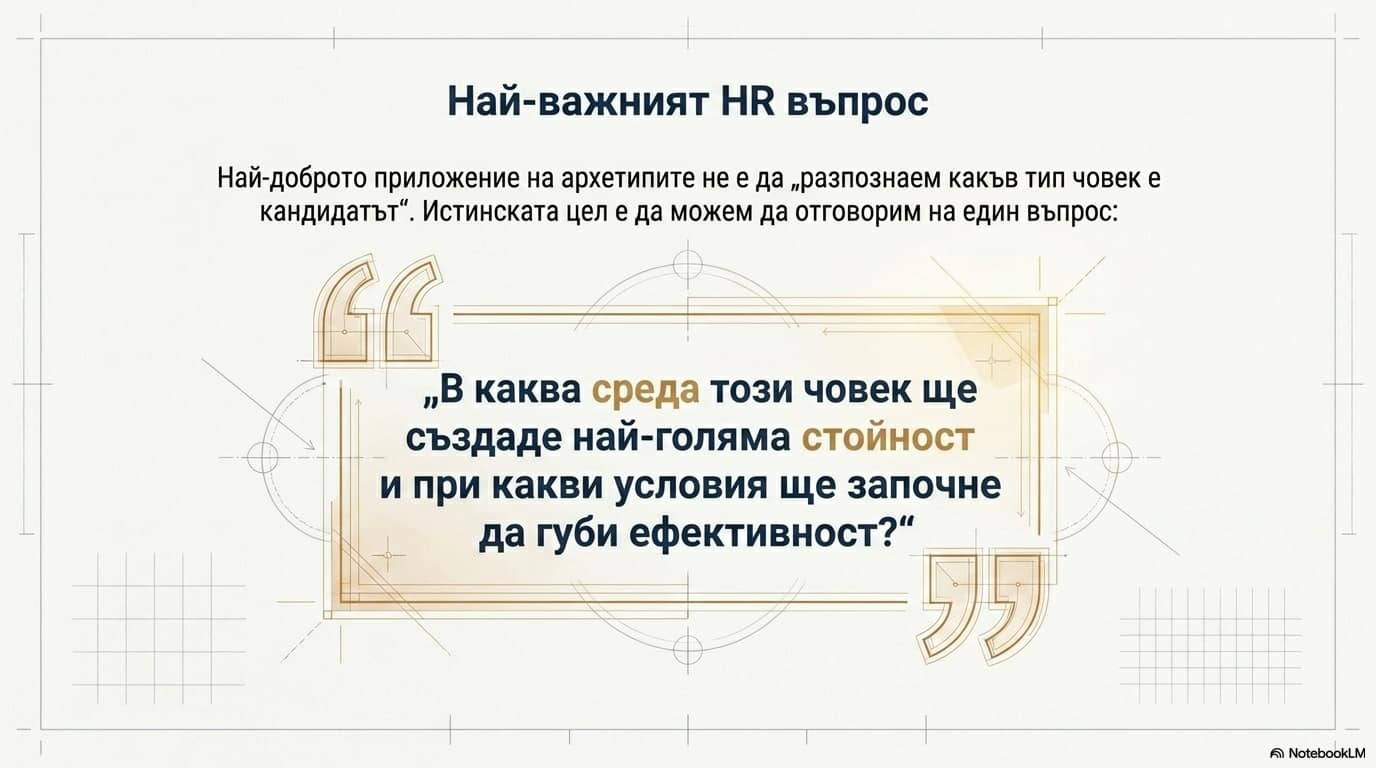 Най-важният HR въпрос
Най-доброто приложение на архетипите не е да „разпознаем какъв тип човек е
кандидатът“. Истинската цел е да можем да отговорим на един въпрос:
„В каква среда този човек ще
създаде най-голяма стойност
и при какви условия ще започне
да губи ефективност?“
NotebookLM